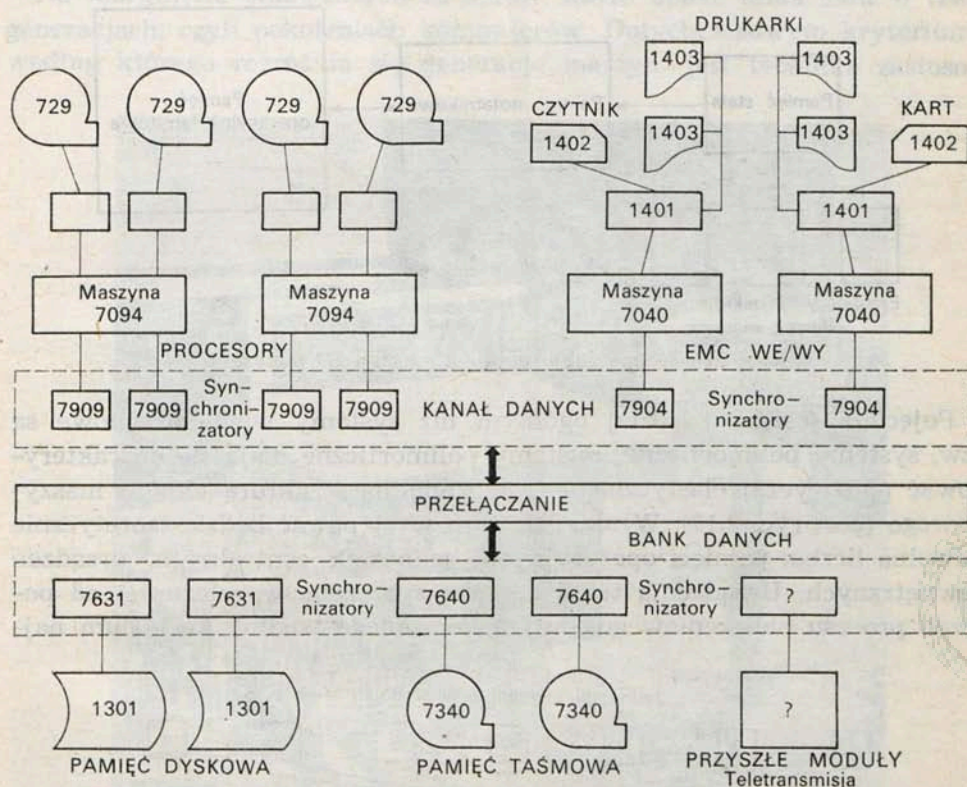 DRUKARKI
1403 1403
729 729 729 729
CZYTNIK KART
1402 1403 1403 1402
1401 1401
Maszyna
7094
Maszyna
7094
Maszyna
7040
Maszyna
7040
PROCESORY EMC WE/WY
7909 7909
Syn-
chroni-
zatory
7909 7909
KANAŁ DANYCH
7904
Synchro-
nizatory
7904
PRZEŁĄCZANIE
BANK DANYCH
7631 7631
Synchro-
nizatory
7640 7640
Synchro-
nizatory
?
1301 1301 7340 7340 ?
PAMIĘĆ DYSKOWA PAMIĘĆ TAŚMOWA PRZYSZŁE MODUŁY
Teletransmisja